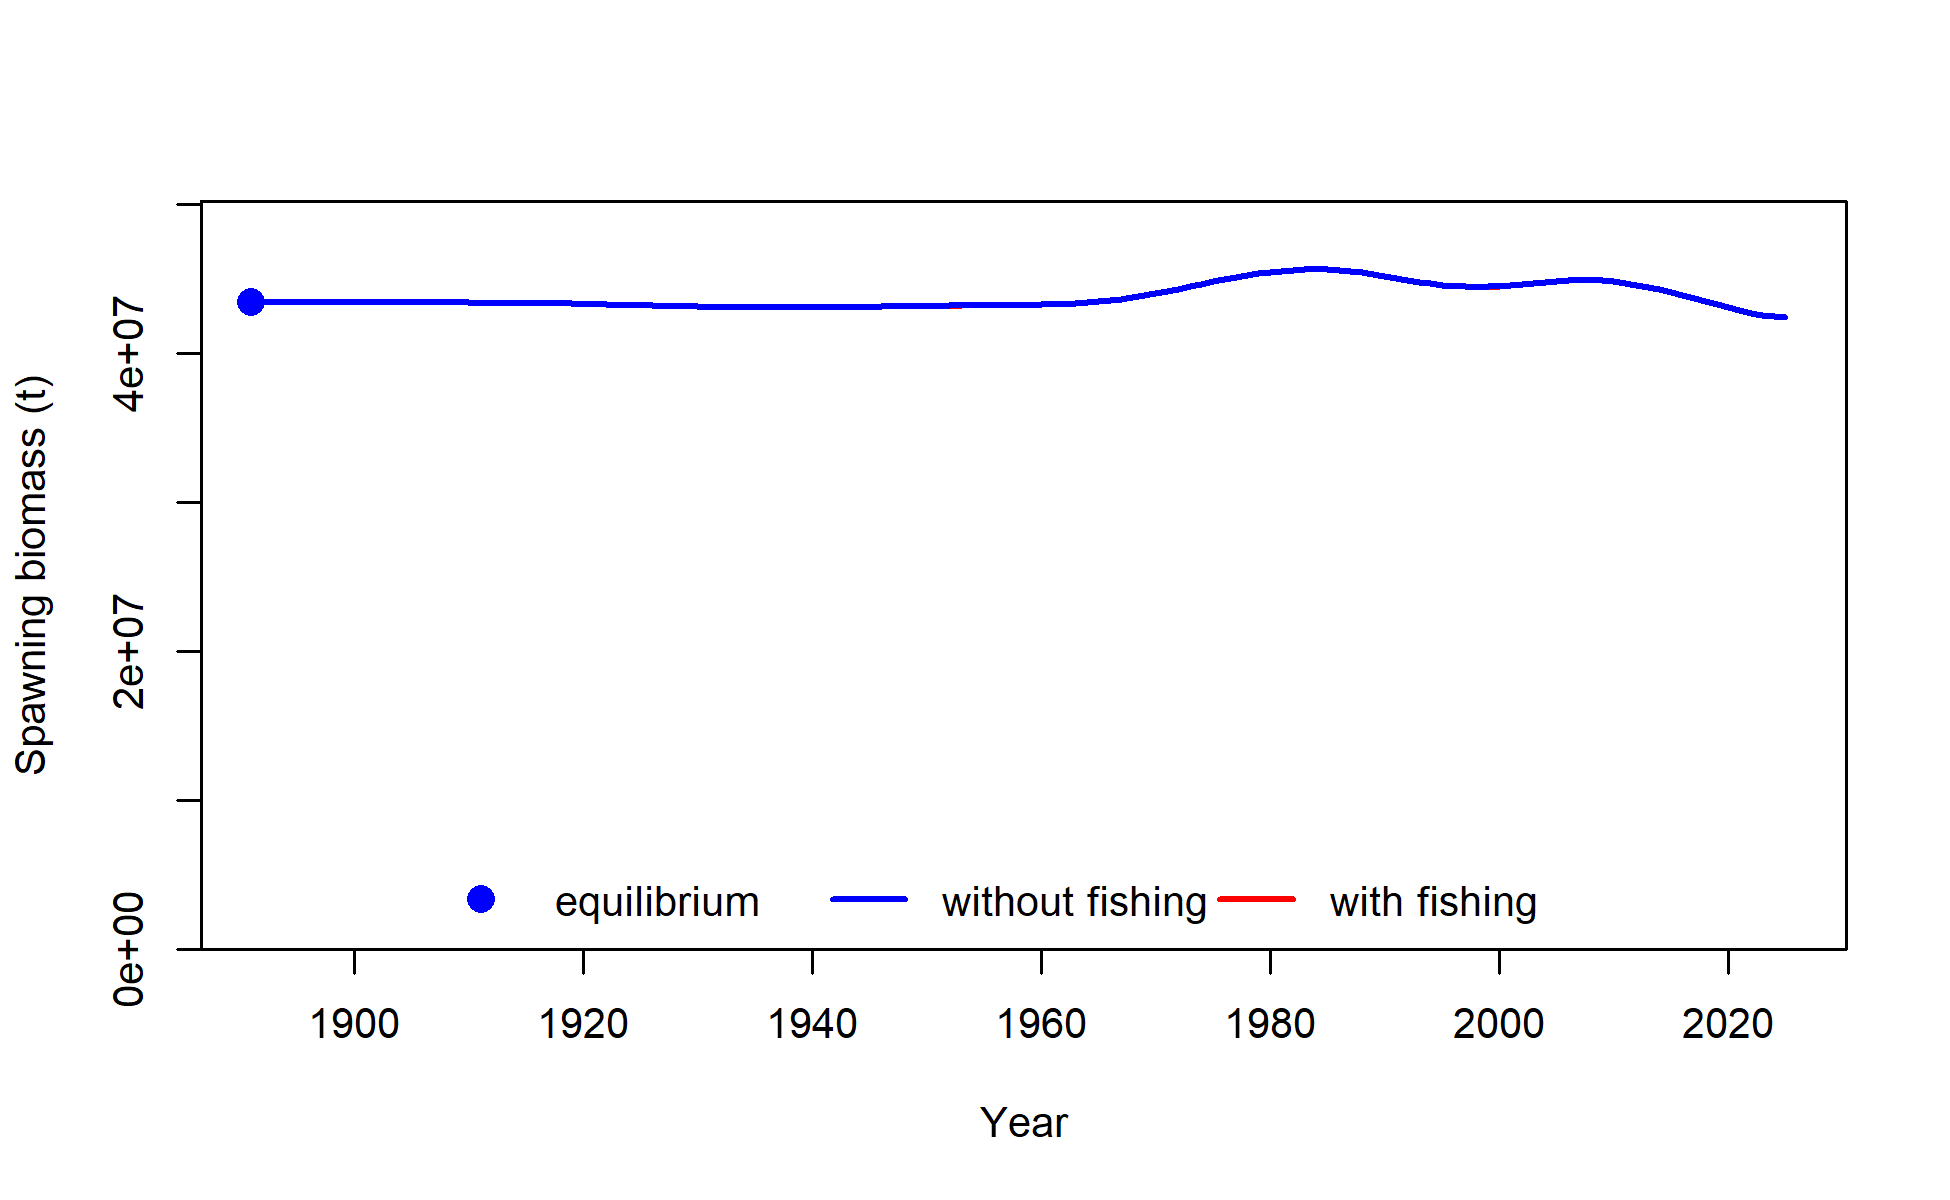 Spawning biomass (t)
4e+07
2e+07
0e+00
equilibrium without fishing with fishing
1900 1920 1940 1960 1980 2000 2020
Year